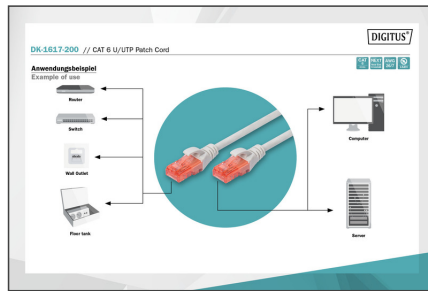 DIGITUS®
DK-1617-200 // CAT 6 U/UTP Patch Cord
Anwendungsbeispiel
Example of use
Router
Switch
Wall Outlet
Floor tank
Computer
Server